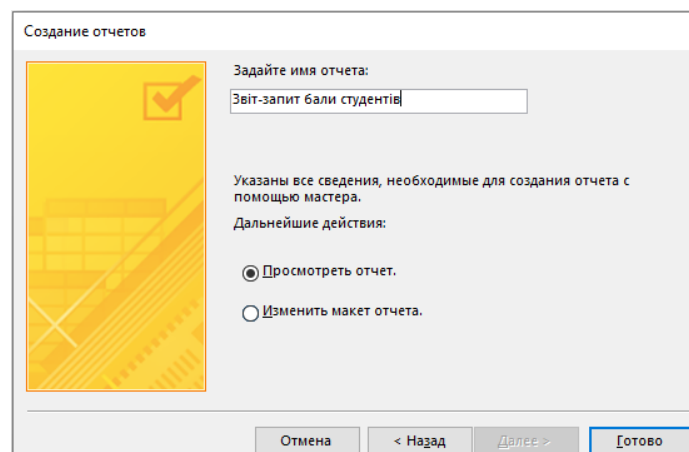 Создание отчетов
Задайте имя отчета:
Звіт-запит бали студентів
Указаны все сведения, необходимые для создания отчета с
помощью мастера.
Дальнейшие действия:
Просмотреть отчет.
Изменить макет отчета.
Отмена
< Назад
Далее >
Готово